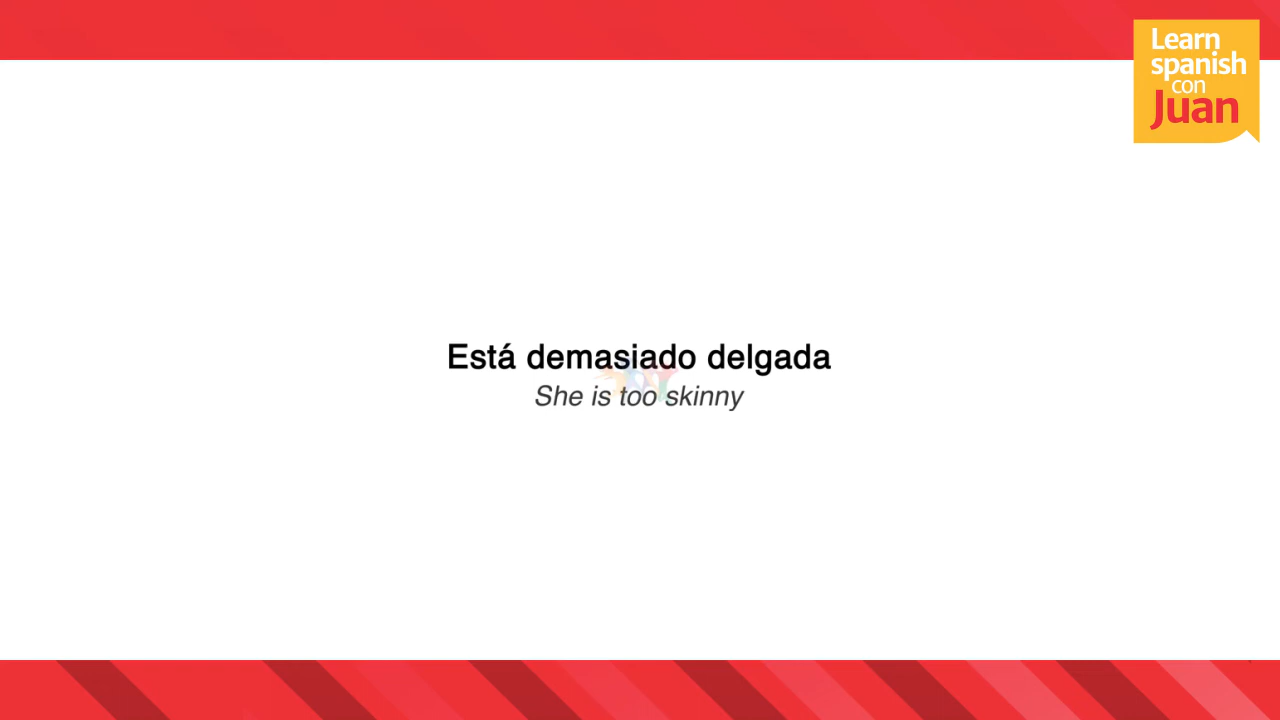 Learn
spanish
con
Juan
Está demasiado delgada
She is too skinny